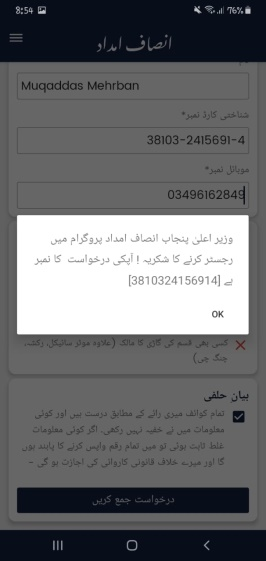 8:54
76%
انصاف امداد
Muqaddas Mehrban
شناختی کارڈ نمبر*
38103-2415691-4
موبائل نمبر*
03496162849
وزیر اعلیٰ پنجاب انصاف امداد پروگرام میں
رجسٹر کرنے کا شکریہ ! آپکی درخواست کا نمبر
ہے [3810324156914]
OK
کسی بھی قسم کی گاڑی کا مالک (علاوہ موٹر سائیکل، رکشہ،
چنگ چی)
بیان حلفی
تمام کوائف میری رائے کے مطابق درست ہیں اور کوئی
معلومات میں نے خفیہ نہیں رکھی۔ اگر کوئی معلومات
غلط ثابت ہوئی تو میں تمام رقم واپس کرنے کا پابند ہوں
گا اور میرے خلاف قانونی کاروائی کی اجازت ہو گی -
درخواست جمع کریں